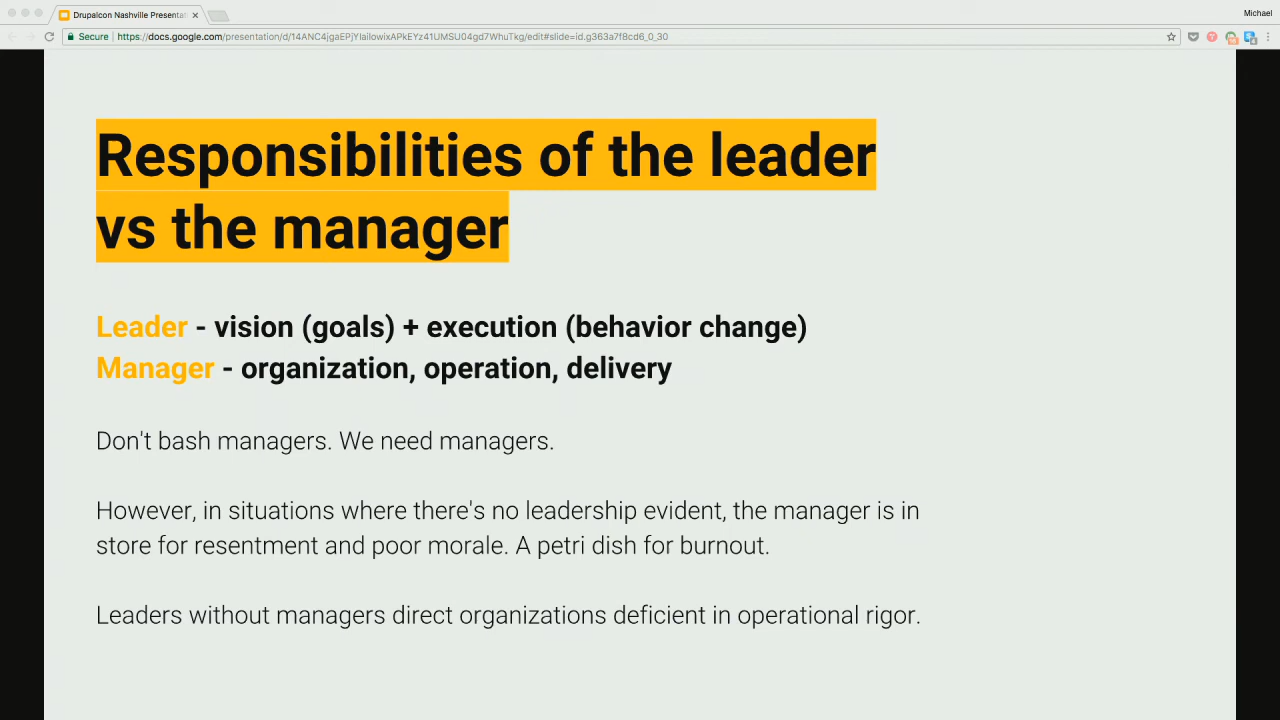 Drupalcon Nashville Presentat
Michael
Secure
https://docs.google.com/presentation/d/14ANC4jgaEPjYIailowixAPkEYz41UMSU04gd7WhuTkg/edit#slide=id.g363a7f8cd6_0_30
Responsibilities of the leader
vs the manager
Leader - vision (goals) + execution (behavior change)
Manager - organization, operation, delivery
Don't bash managers. We need managers.
However, in situations where there's no leadership evident, the manager is in
store for resentment and poor morale. A petri dish for burnout.
Leaders without managers direct organizations deficient in operational rigor.